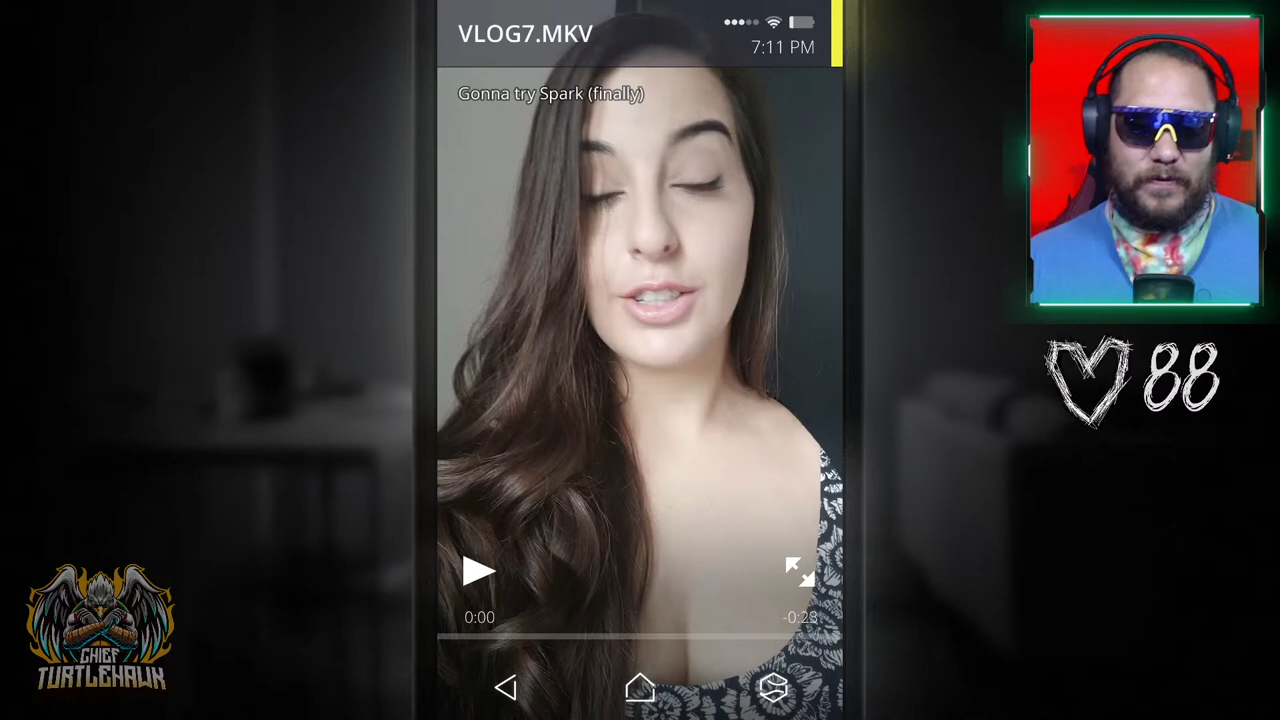 VLOG7.MKV
7:11 PM
Gonna try Spark (finally)
88
0:00
-0:23
CHIEF
TURTLEHAWK